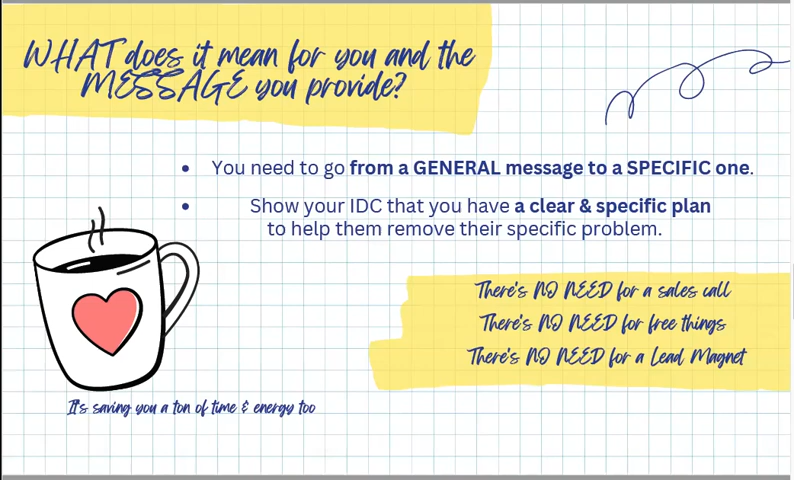 WHAT does it mean for you and the
MESSAGE you provide?
• You need to go from a GENERAL message to a SPECIFIC one.
• Show your IDC that you have a clear & specific plan
to help them remove their specific problem.
There's NO NEED for a sales call
There's NO NEED for free things
There's NO NEED for a Lead Magnet
It's saving you a ton of time & energy too